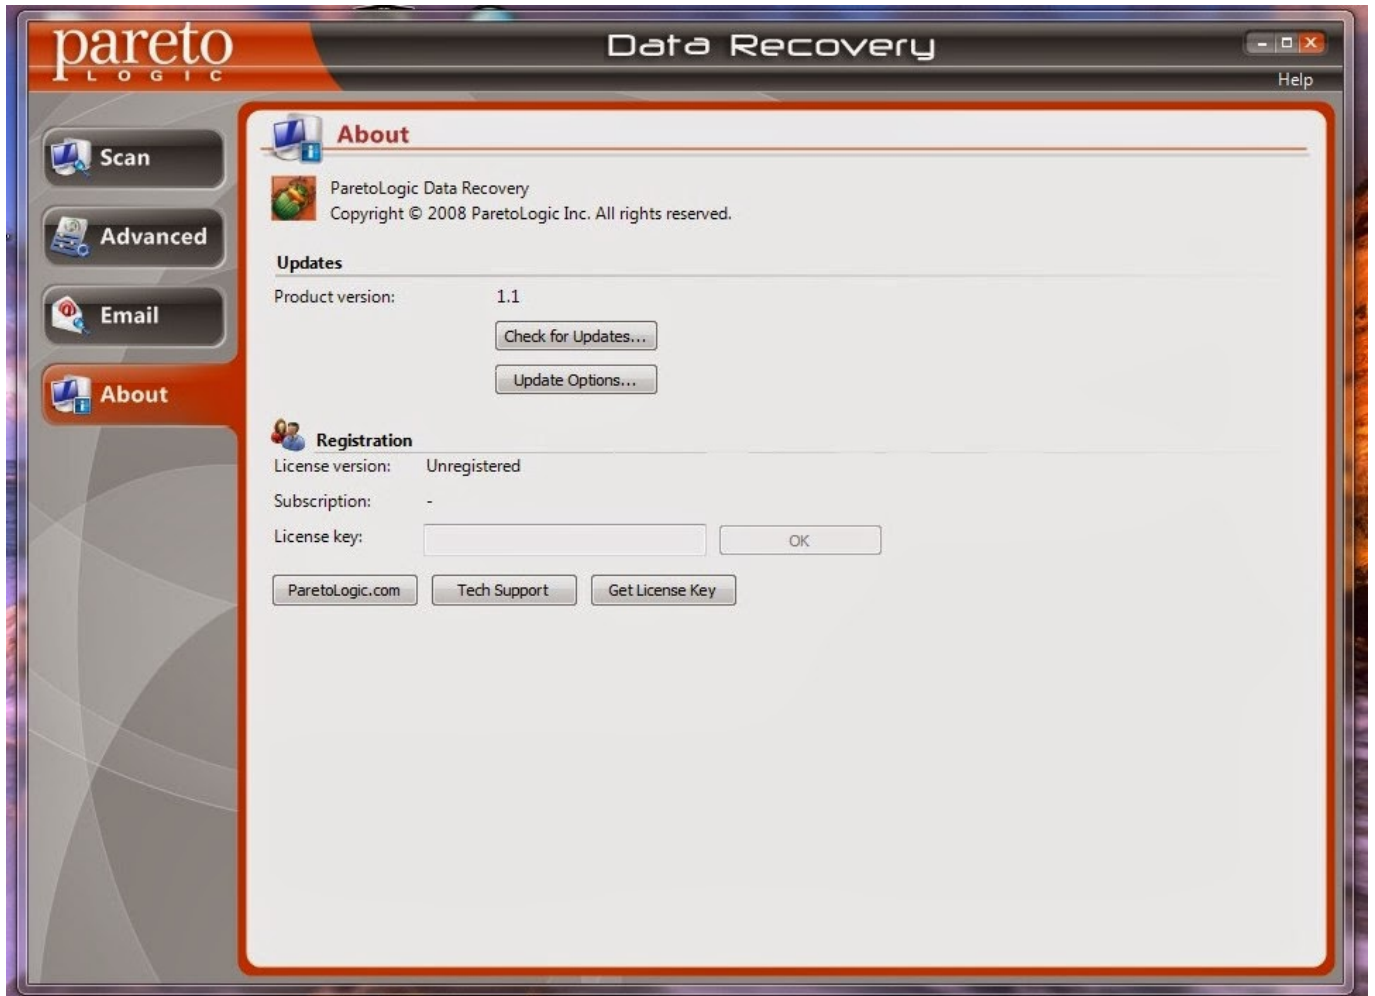 pareto
LOGIC
Data Recovery
Help
Scan
Advanced
Email
About
About
ParetoLogic Data Recovery
Copyright © 2008 ParetoLogic Inc. All rights reserved.
Updates
Product version: 1.1
Check for Updates...
Update Options...
Registration
License version: Unregistered
Subscription: -
License key:
OK
ParetoLogic.com Tech Support Get License Key